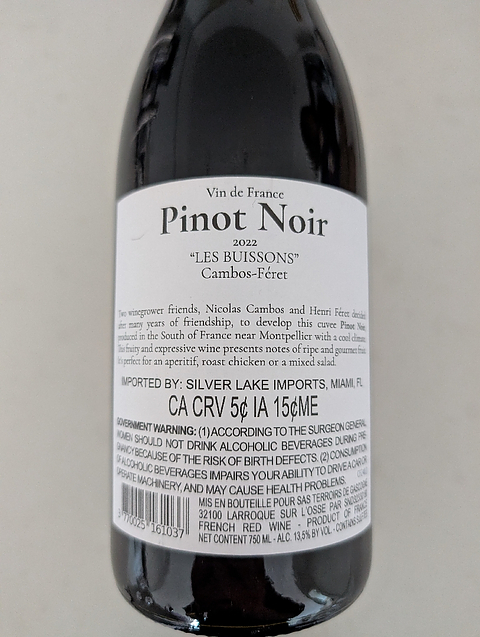 Vin de France
Pinot Noir
2022
“LES BUISSONS”
Cambos-Féret
Two winegrower friends, Nicolas Cambos and Henri Féret decided
after many years of friendship, to develop this cuvee Pinot Noir
produced in the South of France near Montpellier with a cool climate.
This fruity and expressive wine presents notes of ripe and gourmet fruit.
It's perfect for an aperitif, roast chicken or a mixed salad.
IMPORTED BY: SILVER LAKE IMPORTS, MIAMI, FL
CA CRV 5¢ IA 15¢ME
GOVERNMENT WARNING: (1) ACCORDING TO THE SURGEON GENERAL,
WOMEN SHOULD NOT DRINK ALCOHOLIC BEVERAGES DURING PRE-
GNANCY BECAUSE OF THE RISK OF BIRTH DEFECTS. (2) CONSUMPTION
OF ALCOHOLIC BEVERAGES IMPAIRS YOUR ABILITY TO DRIVE A CAR OR
OPERATE MACHINERY, AND MAY CAUSE HEALTH PROBLEMS.
MIS EN BOUTEILLE POUR SAS TERROIRS DE GASCOGNE
32100 LARROQUE SUR L'OSSE PAR
FRENCH RED WINE - PRODUCT OF FRANCE
NET CONTENT 750 ML - ALC. 13,5% BY VOL - CONTAINS SULFITES
3 770025 161037